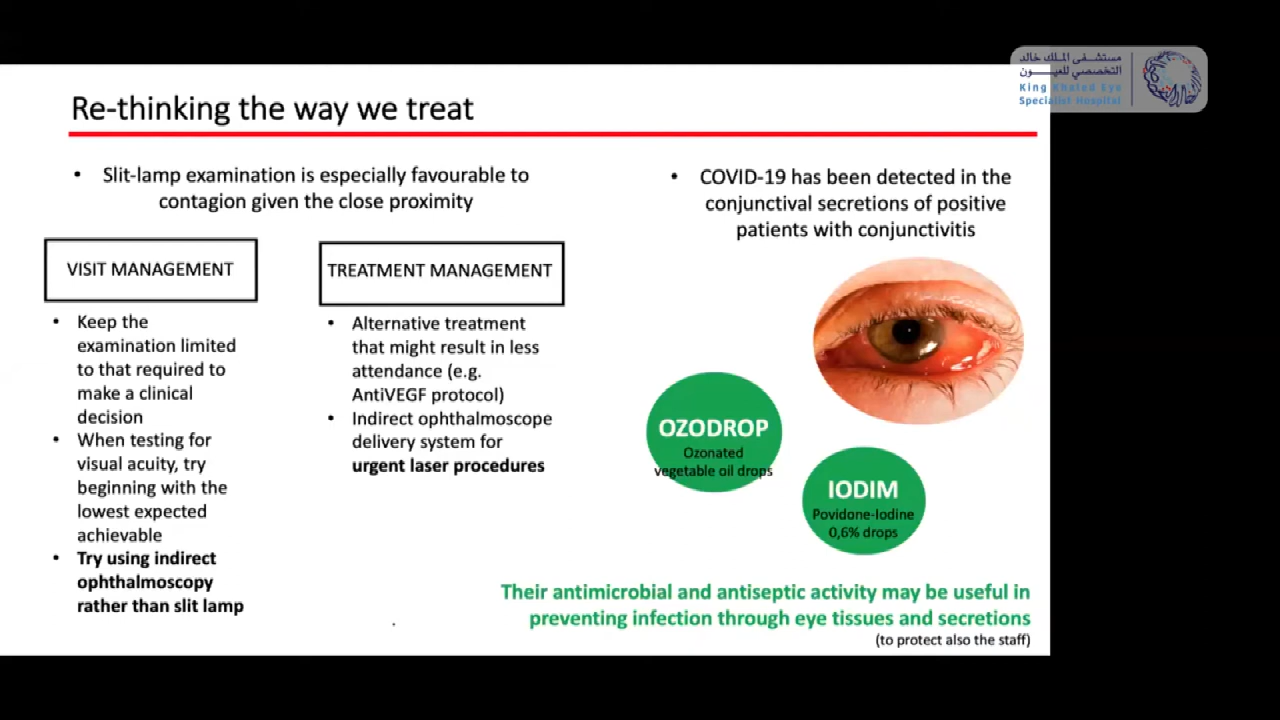 مستشفى الملك خالد
التخصصي للعيون
King Khaled Eye
Specialist Hospital
Re-thinking the way we treat
• Slit-lamp examination is especially favourable to
contagion given the close proximity
VISIT MANAGEMENT
• Keep the
examination limited
to that required to
make a clinical
decision
• When testing for
visual acuity, try
beginning with the
lowest expected
achievable
• Try using indirect
ophthalmoscopy
rather than slit lamp
TREATMENT MANAGEMENT
• Alternative treatment
that might result in less
attendance (e.g.
AntiVEGF protocol)
• Indirect ophthalmoscope
delivery system for
urgent laser procedures
• COVID-19 has been detected in the
conjunctival secretions of positive
patients with conjunctivitis
OZODROP
Ozonated
vegetable oil drops
IODIM
Povidone-Iodine
0,6% drops
Their antimicrobial and antiseptic activity may be useful in
preventing infection through eye tissues and secretions
(to protect also the staff)